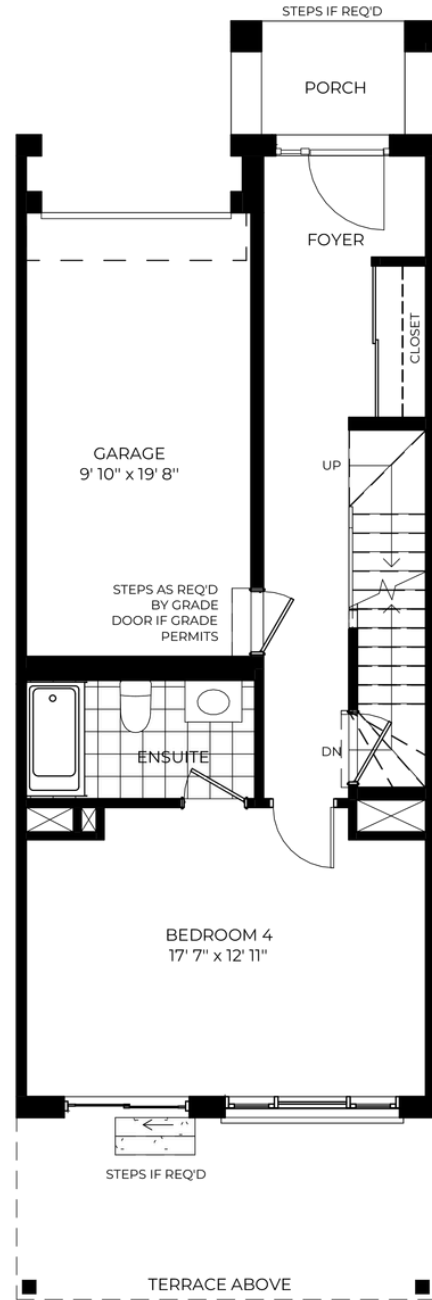 STEPS IF REQ'D
PORCH
FOYER
CLOSET
GARAGE
9' 10" x 19' 8"
UP
STEPS AS REQ'D
BY GRADE
DOOR IF GRADE
PERMITS
ENSUITE
DN
BEDROOM 4
17' 7" x 12' 11"
STEPS IF REQ'D
TERRACE ABOVE